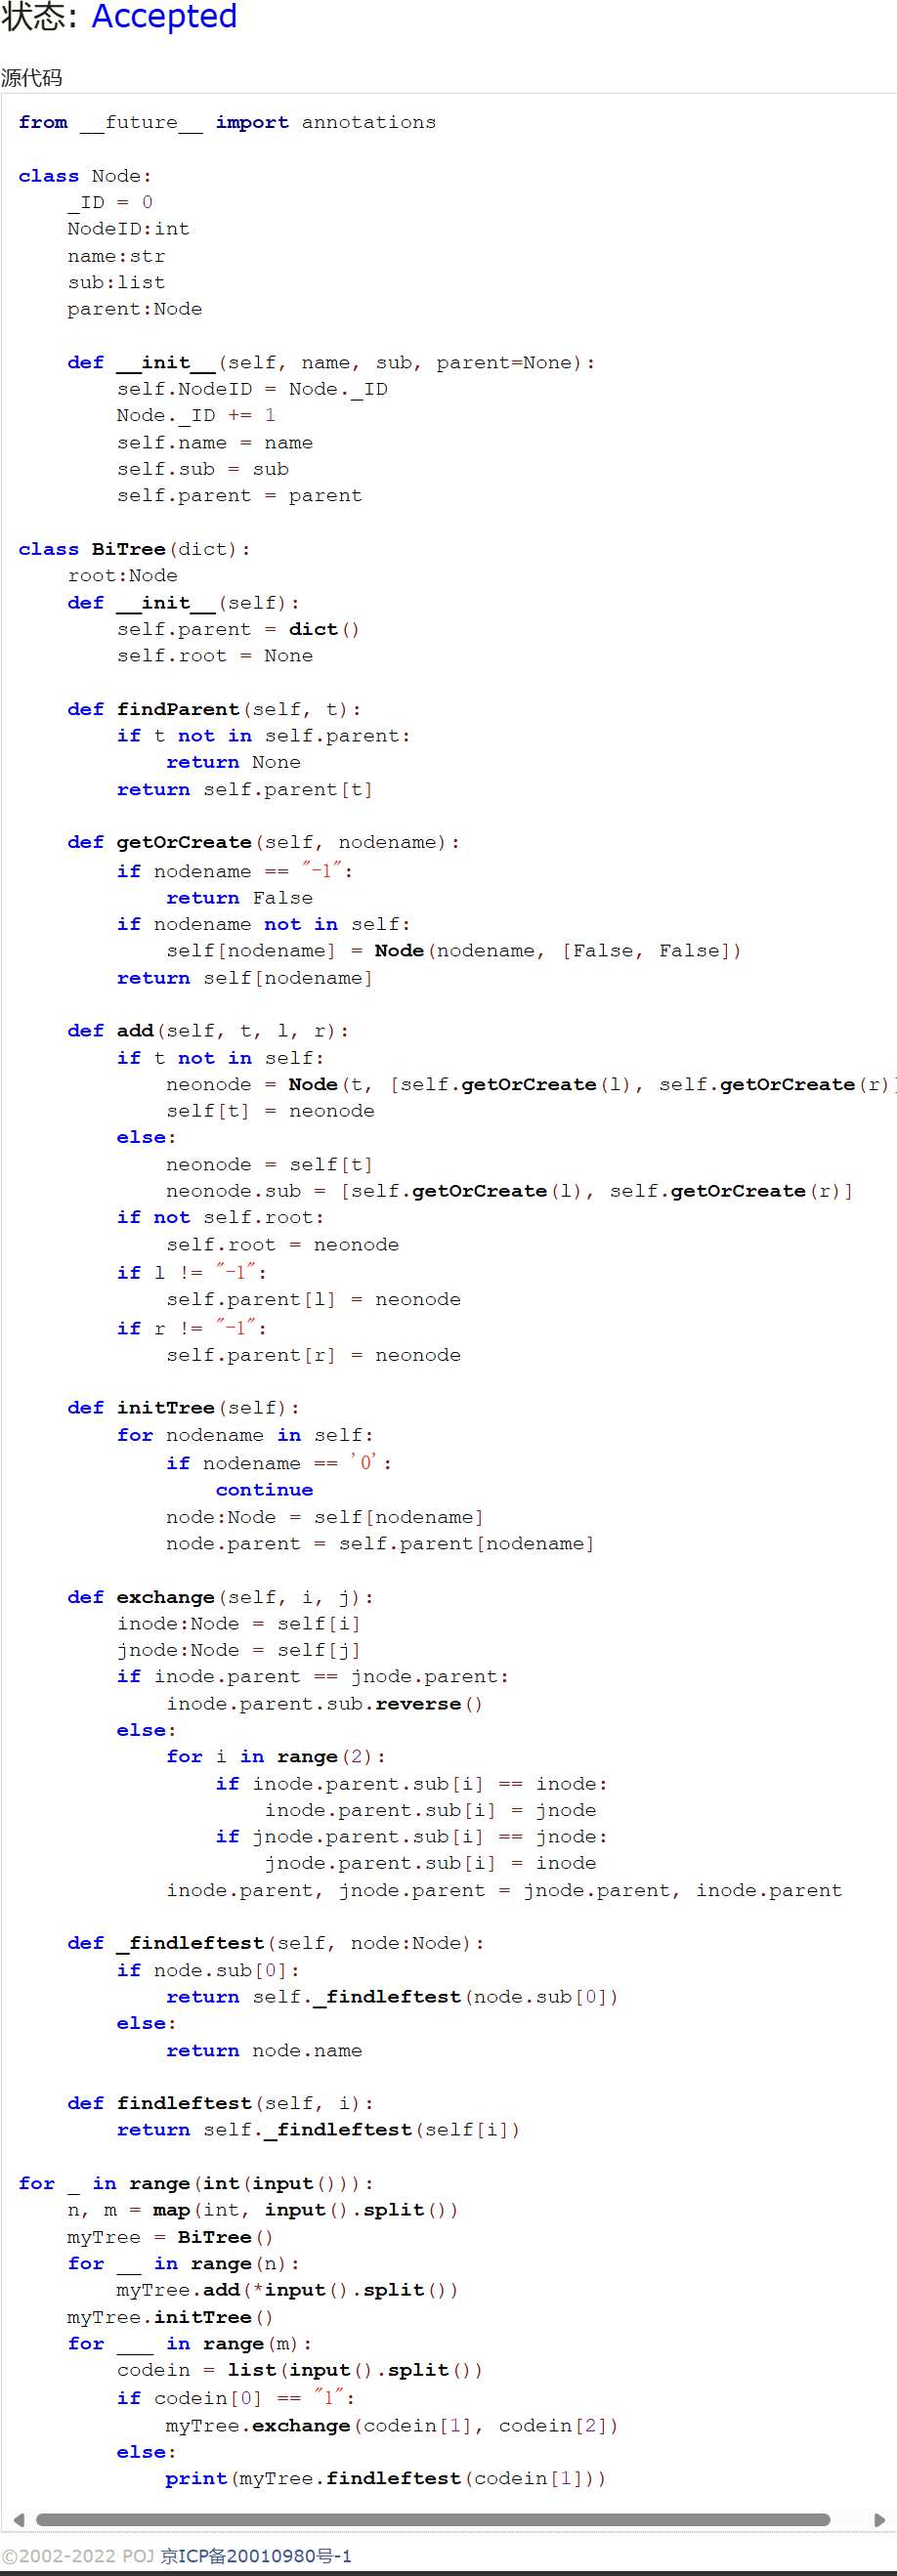 状态: Accepted
源代码
from __future__ import annotations

class Node:
    _ID = 0
    NodeID:int
    name:str
    sub:list
    parent:Node

    def __init__(self, name, sub, parent=None):
        self.NodeID = Node._ID
        Node._ID += 1
        self.name = name
        self.sub = sub
        self.parent = parent

class BiTree(dict):
    root:Node
    def __init__(self):
        self.parent = dict()
        self.root = None

    def findParent(self, t):
        if t not in self.parent:
            return None
        return self.parent[t]

    def getOrCreate(self, nodename):
        if nodename == "-1":
            return False
        if nodename not in self:
            self[nodename] = Node(nodename, [False, False])
        return self[nodename]

    def add(self, t, l, r):
        if t not in self:
            neonode = Node(t, [self.getOrCreate(l), self.getOrCreate(r)]
            self[t] = neonode
        else:
            neonode = self[t]
            neonode.sub = [self.getOrCreate(l), self.getOrCreate(r)]
        if not self.root:
            self.root = neonode
        if l != "-1":
            self.parent[l] = neonode
        if r != "-1":
            self.parent[r] = neonode

    def initTree(self):
        for nodename in self:
            if nodename == '0':
                continue
            node:Node = self[nodename]
            node.parent = self.parent[nodename]

    def exchange(self, i, j):
        inode:Node = self[i]
        jnode:Node = self[j]
        if inode.parent == jnode.parent:
            inode.parent.sub.reverse()
        else:
            for i in range(2):
                if inode.parent.sub[i] == inode:
                    inode.parent.sub[i] = jnode
                if jnode.parent.sub[i] == jnode:
                    jnode.parent.sub[i] = inode
            inode.parent, jnode.parent = jnode.parent, inode.parent

    def _findleftest(self, node:Node):
        if node.sub[0]:
            return self._findleftest(node.sub[0])
        else:
            return node.name

    def findleftest(self, i):
        return self._findleftest(self[i])

for _ in range(int(input())):
    n, m = map(int, input().split())
    myTree = BiTree()
    for __ in range(n):
        myTree.add(*input().split())
    myTree.initTree()
    for ___ in range(m):
        codein = list(input().split())
        if codein[0] == "1":
            myTree.exchange(codein[1], codein[2])
        else:
            print(myTree.findleftest(codein[1]))
©2002-2022 POJ 京ICP备20010980号-1